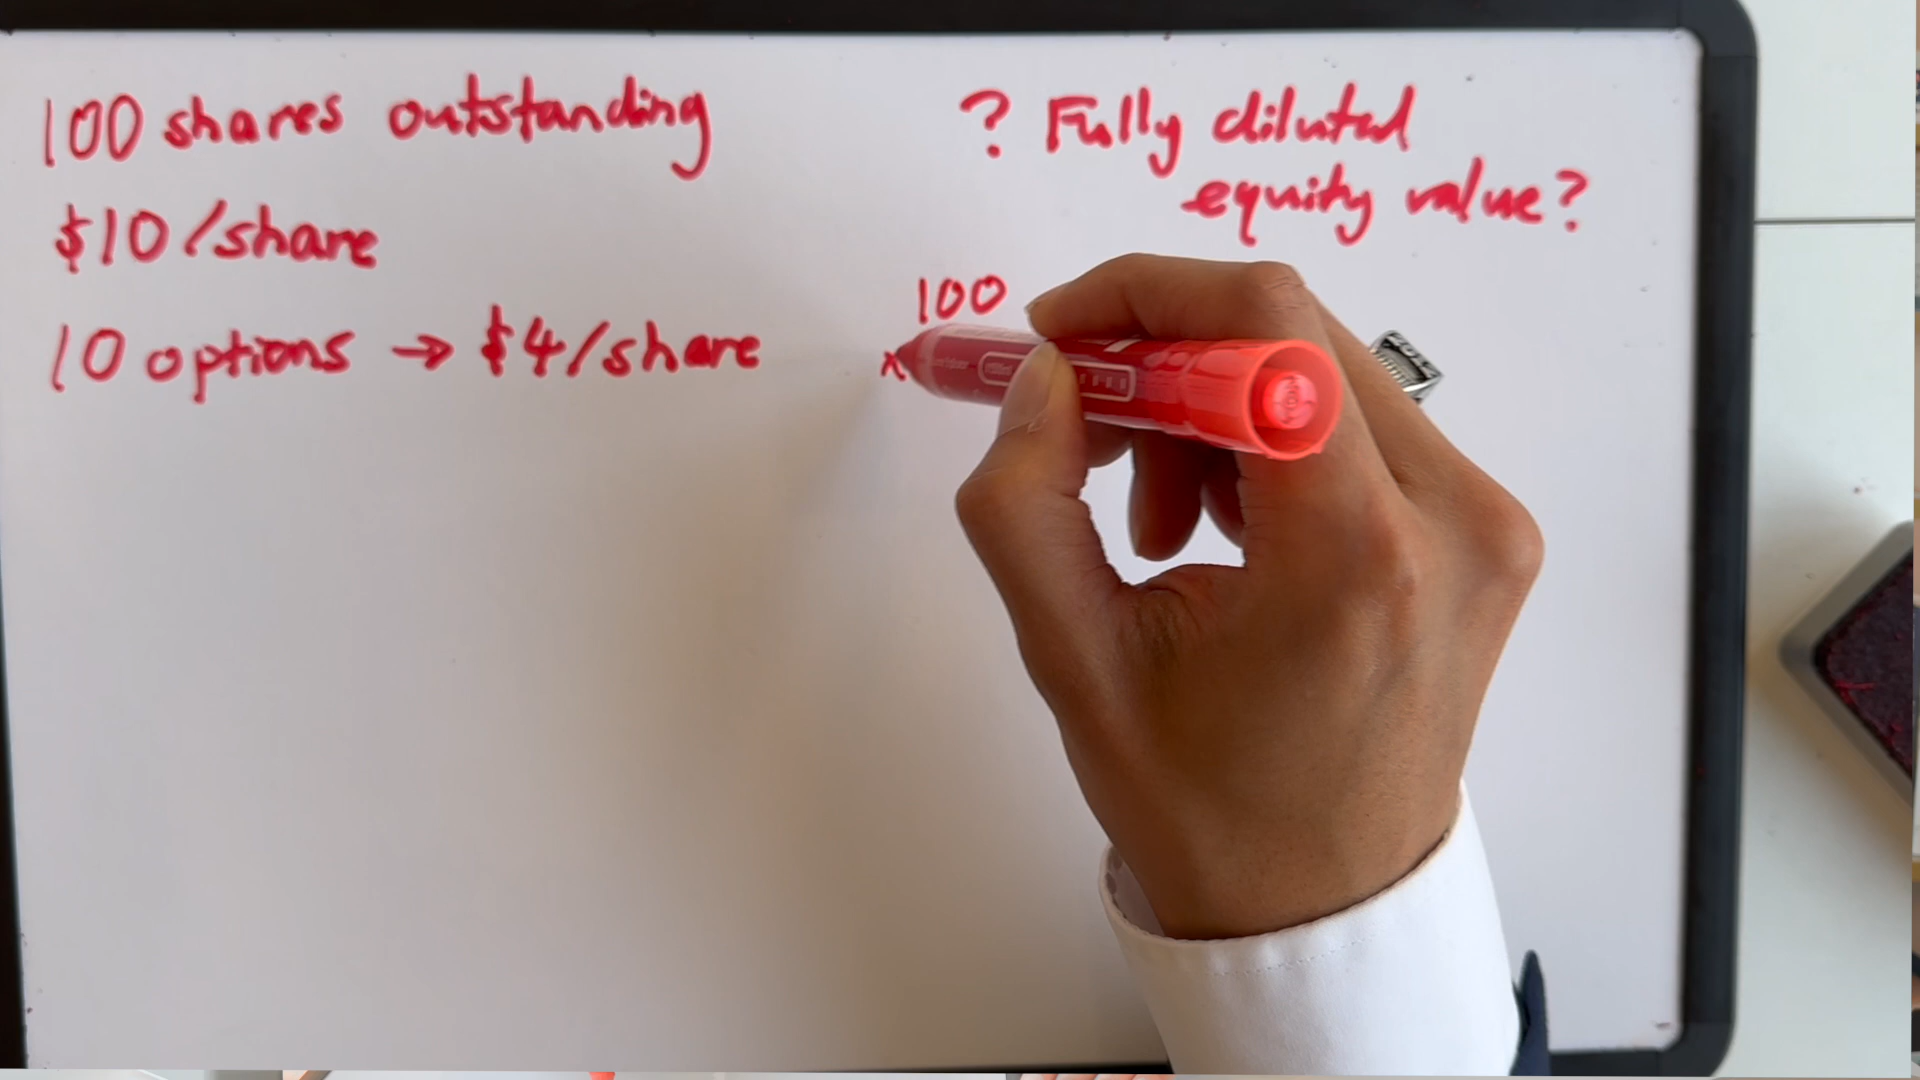 100 shares outstanding
$10/share
10 options → $4/share
? Fully diluted
equity value?
100
x